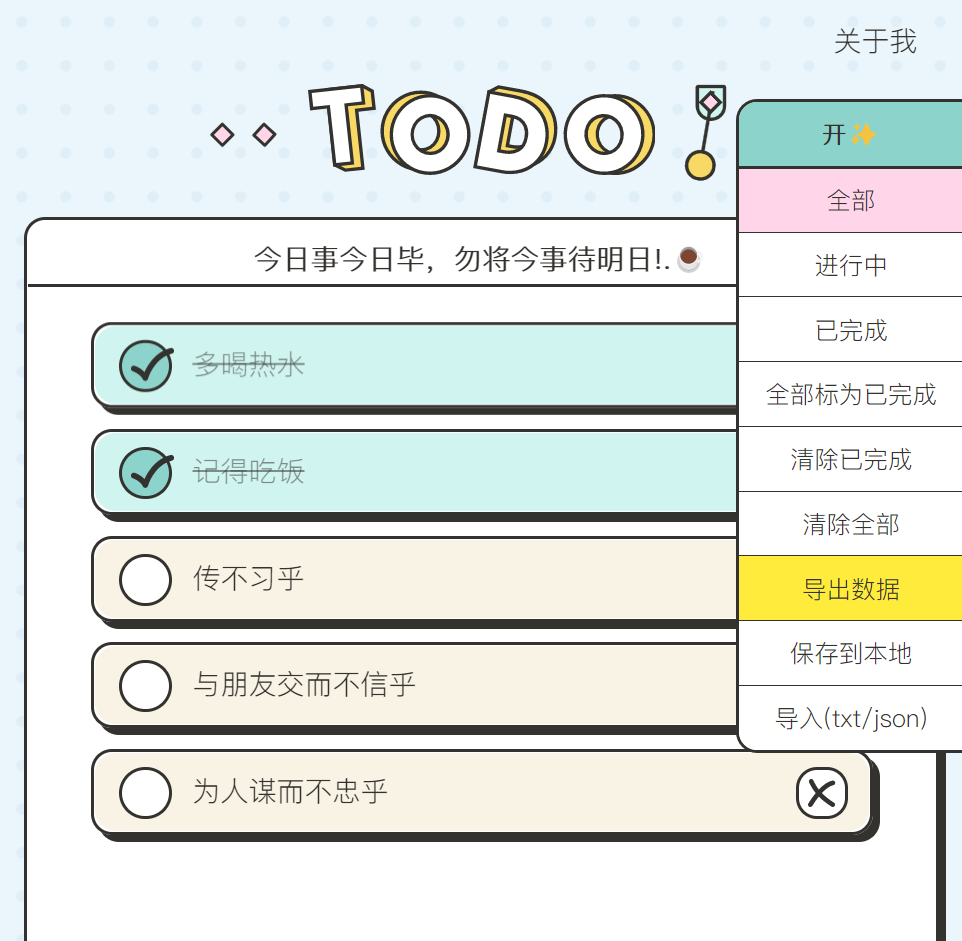 关于我
TODO
今日事今日毕，勿将今事待明日!.☕
多喝热水
记得吃饭
传不习乎
与朋友交而不信乎
为人谋而不忠乎
开✨
全部
进行中
已完成
全部标为已完成
清除已完成
清除全部
导出数据
保存到本地
导入(txt/json)